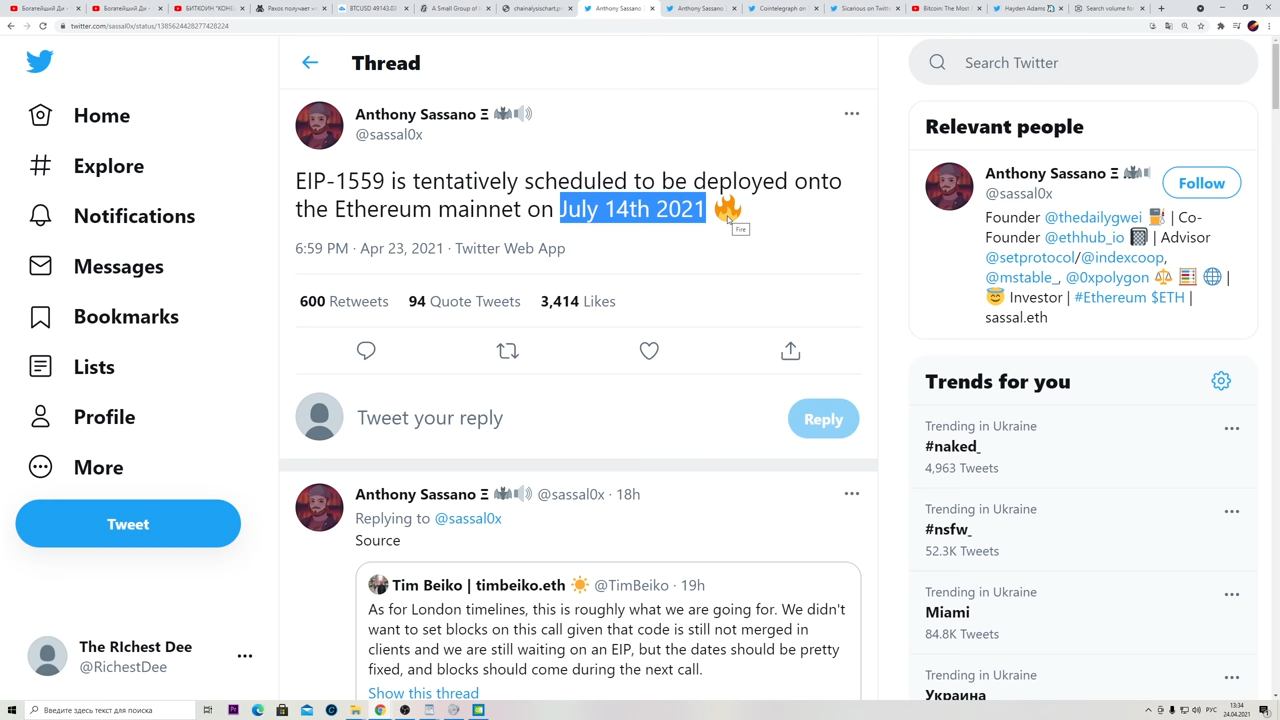 Богатейший Ди -
Богатейший Ди -
БИТКОИН "КОНЕ
Paxos получает н
BTCUSD 49143.0
A Small Group of
chainalysischart.p
Anthony Sassano
Anthony Sassano
Cointelegraph on
Sicarious on Twitt
Bitcoin: The Most
Hayden Adams
Search volume fo
twitter.com/sassal0x/status/1385624428277428224
Home
Explore
Notifications
Messages
Bookmarks
Lists
Profile
More
Tweet
The RIchest Dee
@RichestDee
Thread
Anthony Sassano Ξ
@sassal0x
EIP-1559 is tentatively scheduled to be deployed onto
the Ethereum mainnet on July 14th 2021
Fire
6:59 PM · Apr 23, 2021 · Twitter Web App
600 Retweets 94 Quote Tweets 3,414 Likes
Tweet your reply
Reply
Anthony Sassano Ξ @sassal0x · 18h
Replying to @sassal0x
Source
Tim Beiko | timbeiko.eth @TimBeiko · 19h
As for London timelines, this is roughly what we are going for. We didn't
want to set blocks on this call given that code is still not merged in
clients and we are still waiting on an EIP, but the dates should be pretty
fixed, and blocks should come during the next call.
Show this thread
Search Twitter
Relevant people
Anthony Sassano Ξ
@sassal0x
Follow
Founder @thedailygwei | Co-
Founder @ethhub_io | Advisor
@setprotocol/@indexcoop,
@mstable_, @0xpolygon |
Investor | #Ethereum $ETH |
sassal.eth
Trends for you
Trending in Ukraine
#naked_
4,963 Tweets
Trending in Ukraine
#nsfw_
52.3K Tweets
Trending in Ukraine
Miami
84.8K Tweets
Trending in Ukraine
Украина
Введите здесь текст для поиска
РУС
13:34
24.04.2021